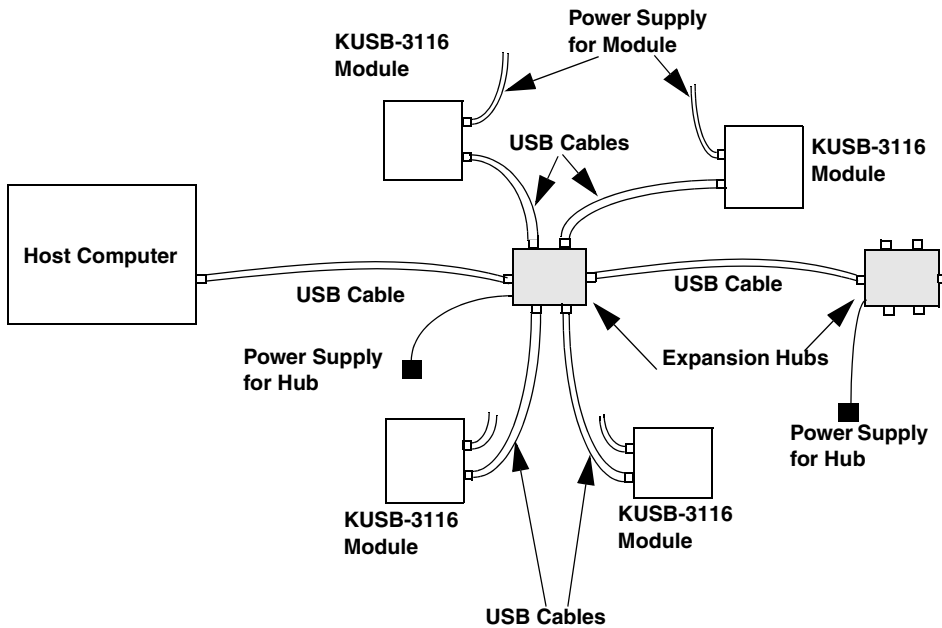 Power Supply
for Module
KUSB-3116
Module
USB Cables
KUSB-3116
Module
Host Computer
USB Cable
USB Cable
Power Supply
for Hub
Expansion Hubs
Power Supply
for Hub
KUSB-3116
Module
KUSB-3116
Module
USB Cables